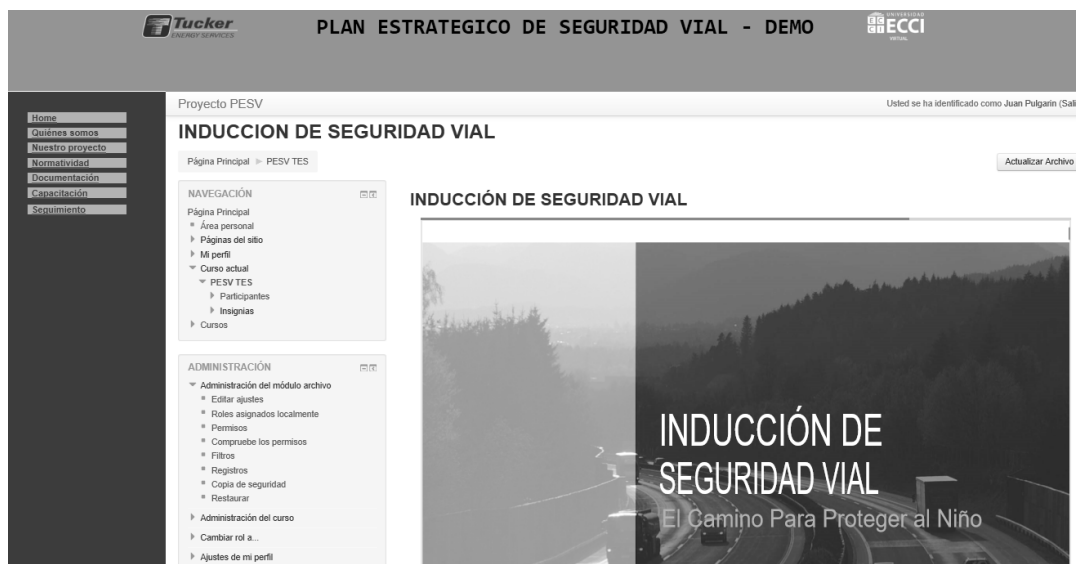 Tucker
ENERGY SERVICES
PLAN ESTRATEGICO DE SEGURIDAD VIAL - DEMO
UNIVERSIDAD
ECCI
VIRTUAL
Home
Quiénes somos
Nuestro proyecto
Normatividad
Documentación
Capacitación
Seguimiento
Proyecto PESV
Usted se ha identificado como Juan Pulgarin (Sali
INDUCCION DE SEGURIDAD VIAL
Página Principal
PESV TES
Actualizar Archivo
NAVEGACIÓN
Página Principal
Área personal
Páginas del sitio
Mi perfil
Curso actual
PESV TES
Participantes
Insignias
Cursos
ADMINISTRACIÓN
Administración del módulo archivo
Editar ajustes
Roles asignados localmente
Permisos
Compruebe los permisos
Filtros
Registros
Copia de seguridad
Restaurar
Administración del curso
Cambiar rol a...
Ajustes de mi perfil
INDUCCIÓN DE SEGURIDAD VIAL
INDUCCIÓN DE
SEGURIDAD VIAL
El Camino Para Proteger al Niño